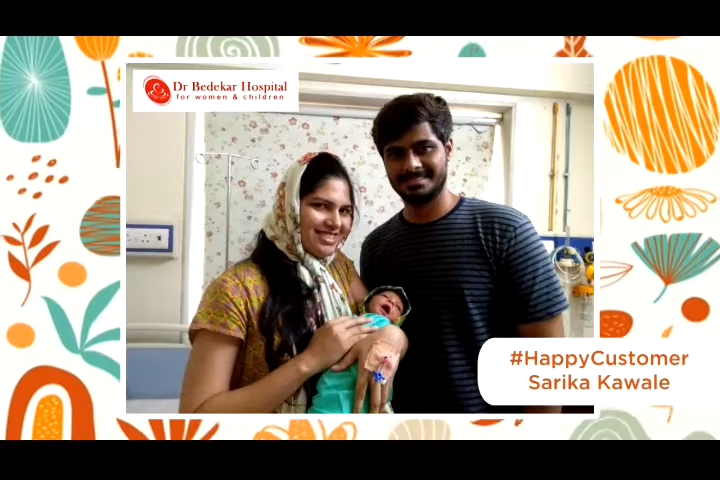 Dr Bedekar Hospital
for women & children
#HappyCustomer
Sarika Kawale